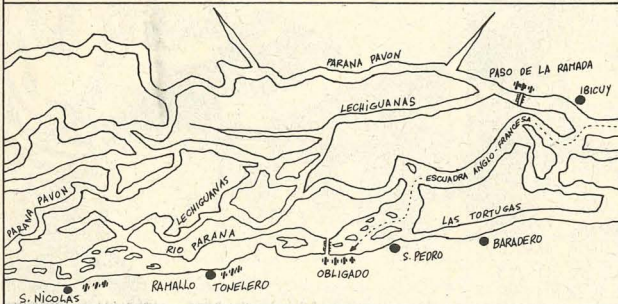 PARANA PAVON
PASO DE LA RAMADA
IBICUY
LECHIGUANAS
ESCUADRA ANGLO-FRANCESA
PARANA PAVON
LECHIGUANAS
LAS TORTUGAS
RIO PARANA
S. PEDRO
BARADERO
OBLIGADO
RAMALLO TONELERO
S. NICOLAS